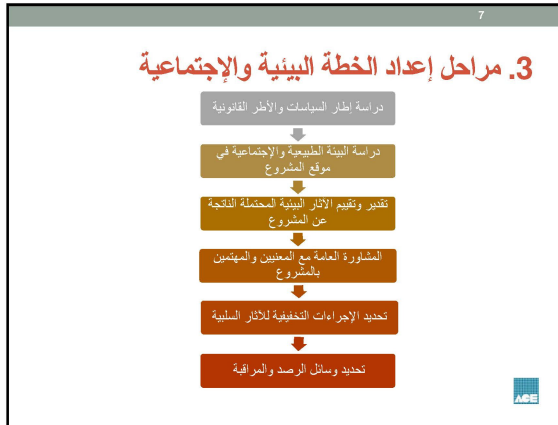 7
3. مراحل إعداد الخطة البيئية والإجتماعية
دراسة إطار السياسات والأطر القانونية
دراسة البيئة الطبيعية والإجتماعية في
موقع المشروع
تقدير وتقييم الآثار البيئية المحتملة الناتجة
عن المشروع
المشاورة العامة مع المعنيين والمهتمين
بالمشروع
تحديد الإجراءات التخفيفية للآثار السلبية
تحديد وسائل الرصد والمراقبة
ACE